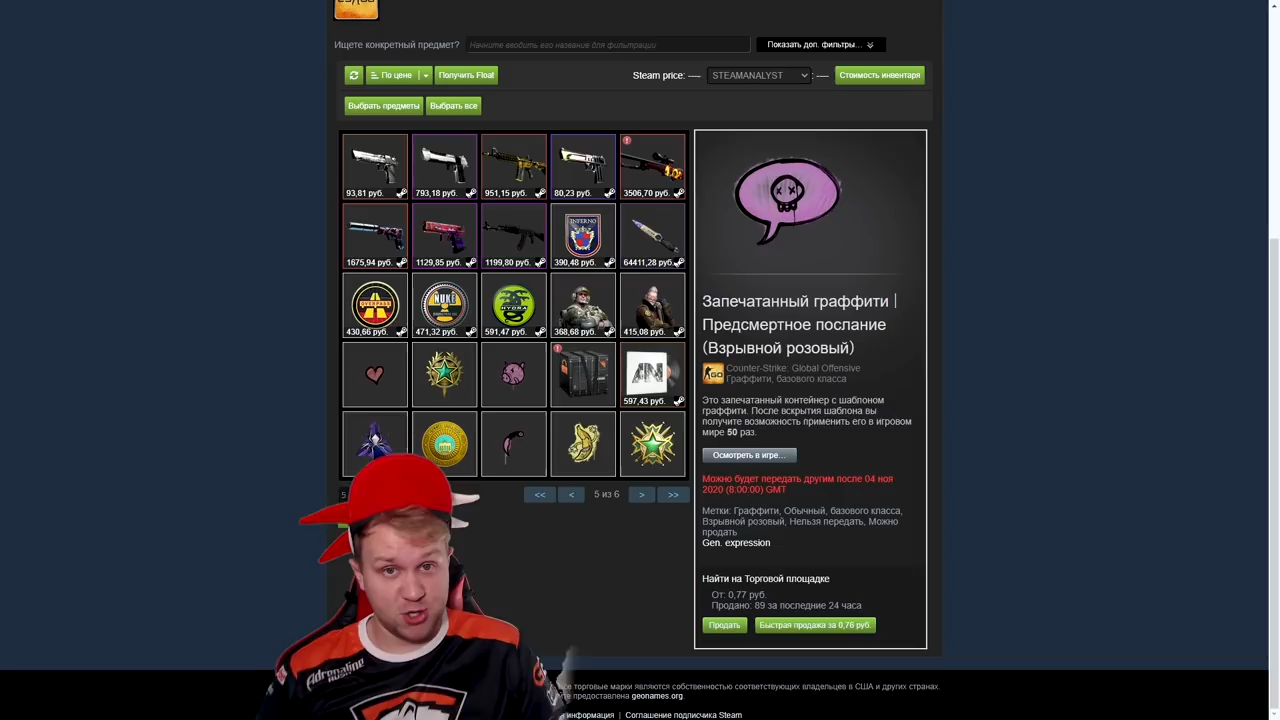 Ищете конкретный предмет?
Начните вводить его название для фильтрации
Показать доп. фильтры...
По цене
Получить Float
Steam price: ----
STEAMANALYST
: ----
Стоимость инвентаря
Выбрать предметы
Выбрать все
93,81 руб.
793,18 руб.
951,15 руб.
80,23 руб.
3506,70 руб.
1675,94 руб.
1129,85 руб.
1199,80 руб.
INFERNO
390,48 руб.
64411,28 руб.
OVERPASS
430,66 руб.
NUKE
471,32 руб.
HYDRA
591,47 руб.
368,68 руб.
415,08 руб.
597,43 руб.
5
<<
<
5 из 6
>
>>
Запечатанный граффити |
Предсмертное послание
(Взрывной розовый)
Counter-Strike: Global Offensive
Граффити, базового класса
Это запечатанный контейнер с шаблоном
граффити. После вскрытия шаблона вы
получите возможность применить его в игровом
мире 50 раз.
Осмотреть в игре...
Можно будет передать другим после 04 ноя
2020 (8:00:00) GMT
Метки: Граффити, Обычный, базового класса,
Взрывной розовый, Нельзя передать, Можно
продать
Gen. expression
Найти на Торговой площадке
От: 0,77 руб.
Продано: 89 за последние 24 часа
Продать
Быстрая продажа за 0,76 руб.
Adrenaline
все торговые марки являются собственностью соответствующих владельцев в США и других странах.
предоставлена geonames.org.
информация | Соглашение подписчика Steam